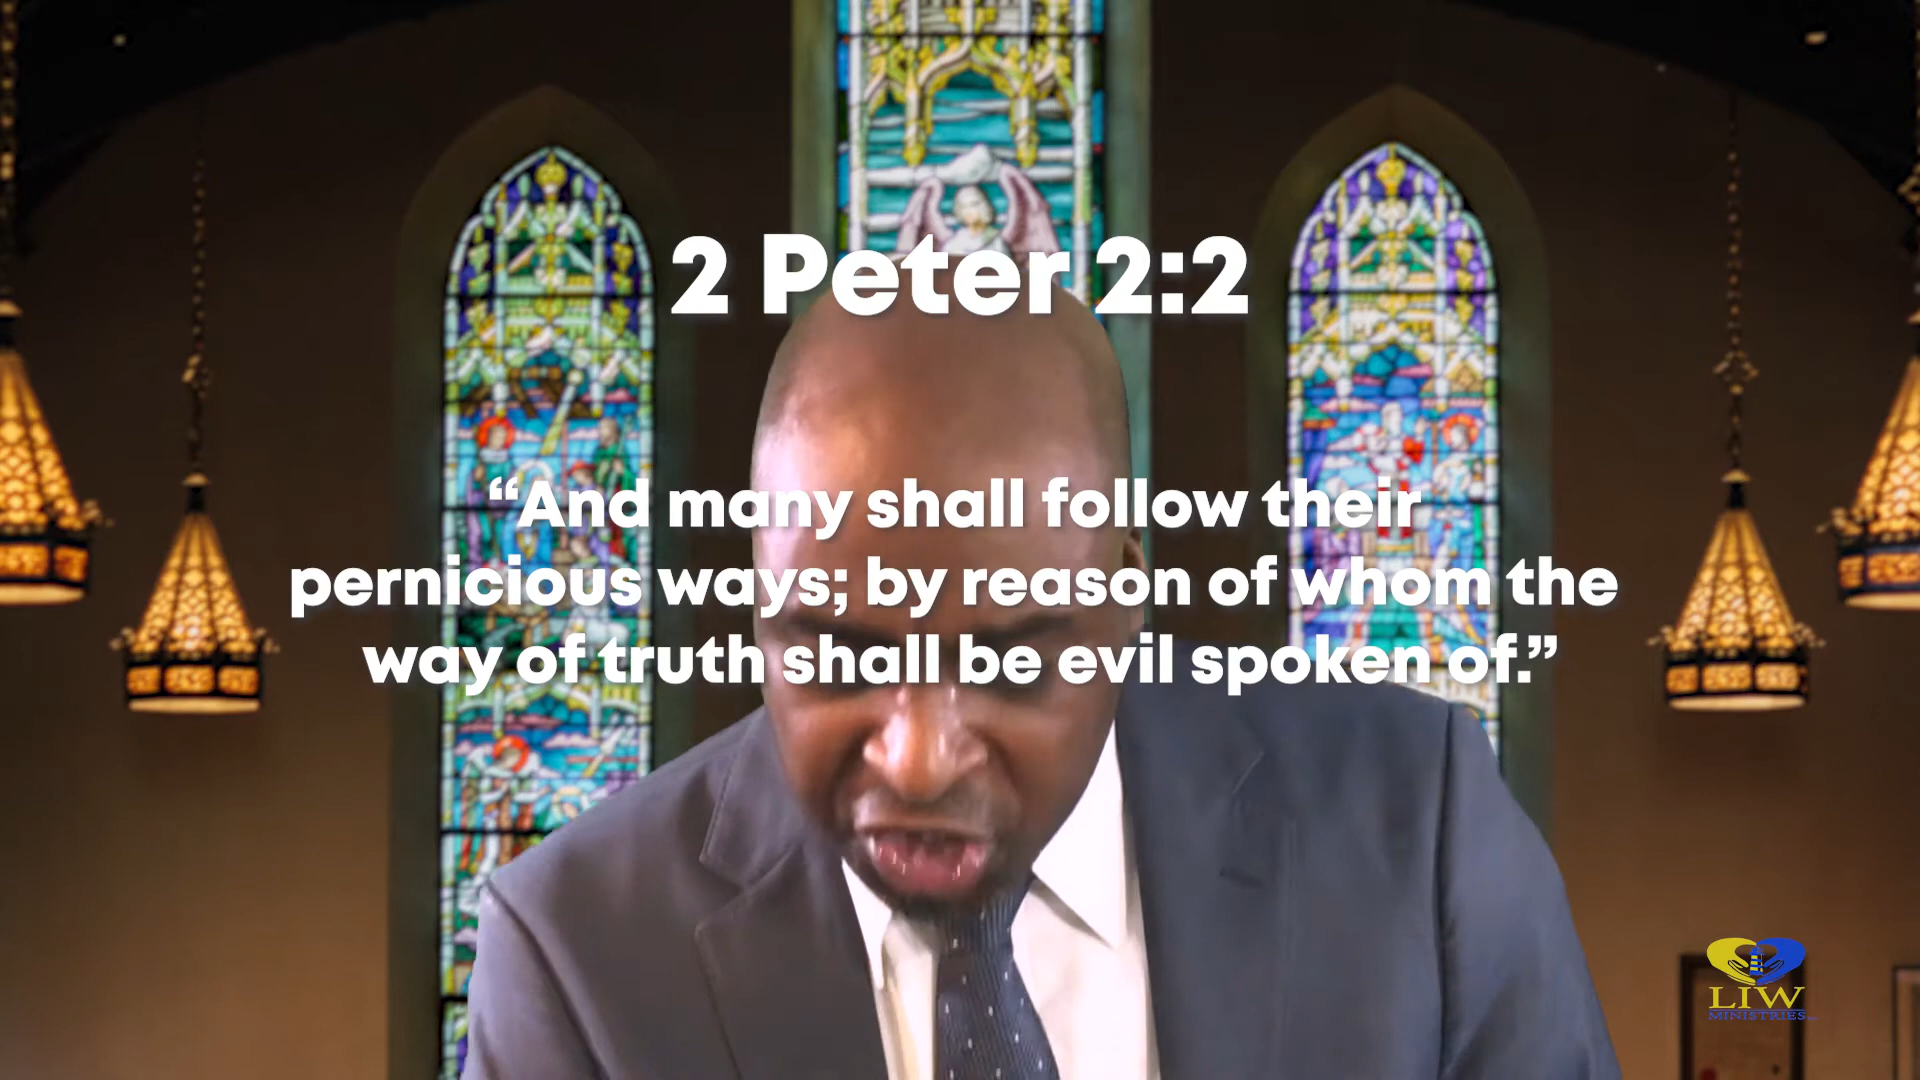 2 Peter 2:2
“And many shall follow their
pernicious ways; by reason of whom the
way of truth shall be evil spoken of.”
LIW
MINISTRIES